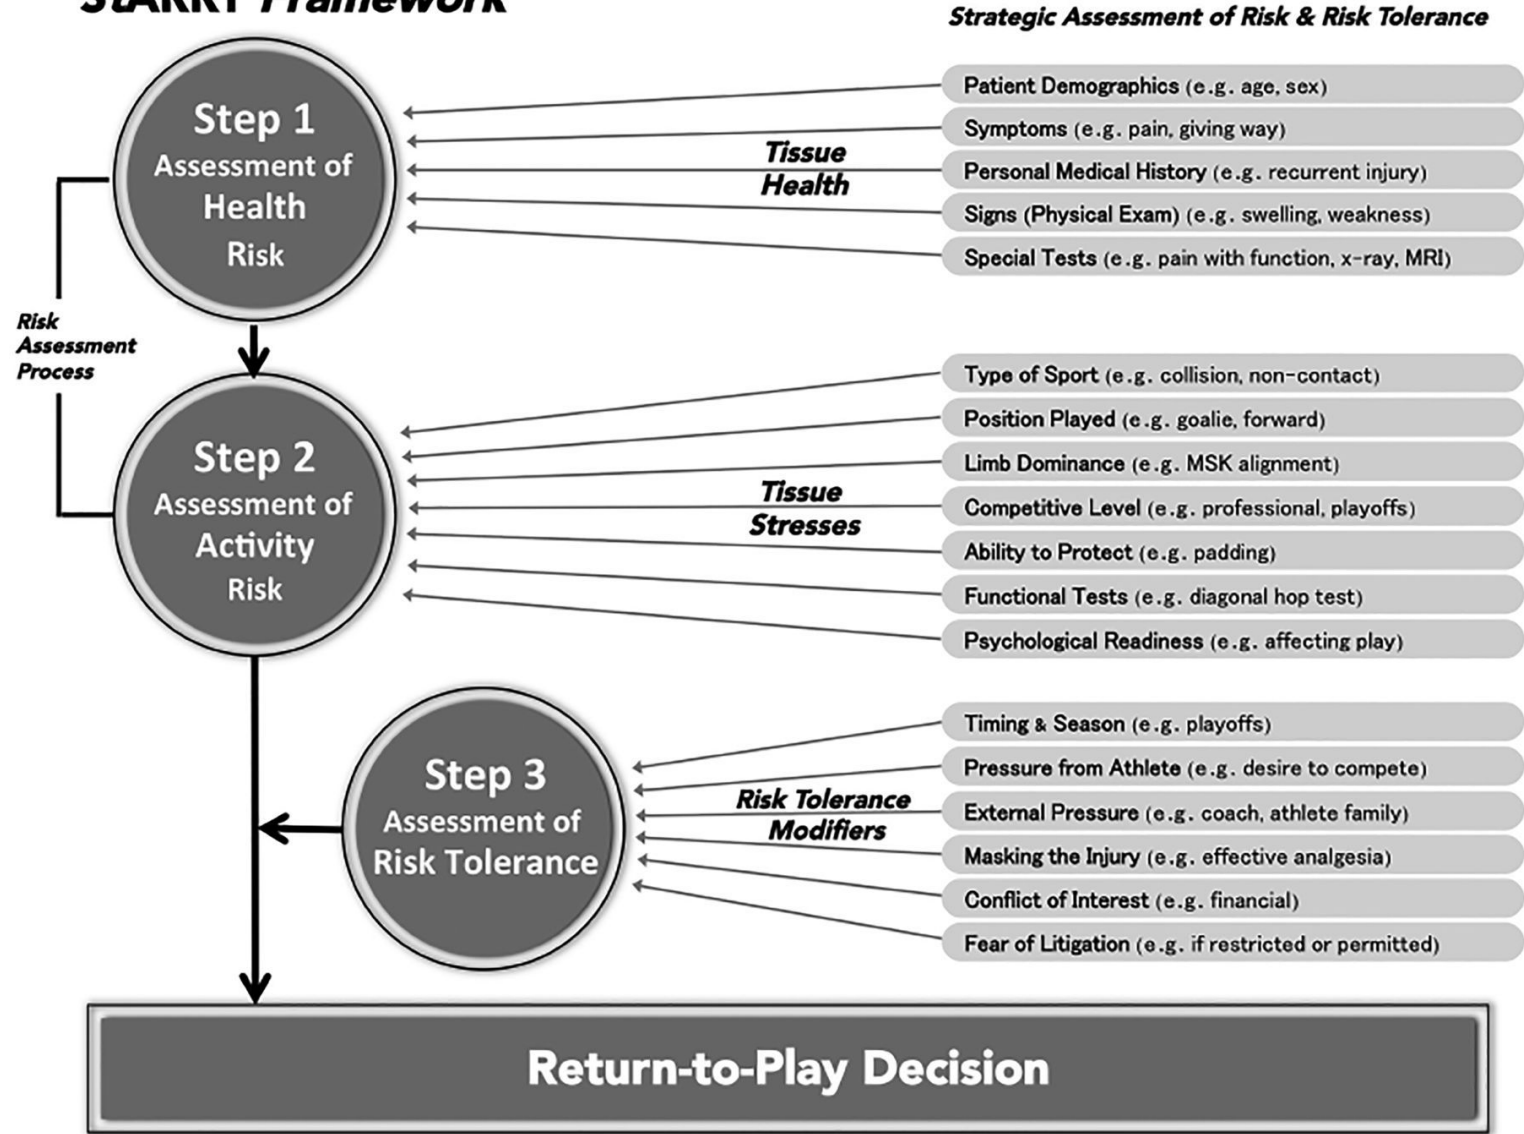 StARRT Framework
Strategic Assessment of Risk & Risk Tolerance
Step 1
Assessment of
Health
Risk
Tissue
Health
Patient Demographics (e.g. age, sex)
Symptoms (e.g. pain, giving way)
Personal Medical History (e.g. recurrent injury)
Signs (Physical Exam) (e.g. swelling, weakness)
Special Tests (e.g. pain with function, x-ray, MRI)
Risk
Assessment
Process
Step 2
Assessment of
Activity
Risk
Tissue
Stresses
Type of Sport (e.g. collision, non-contact)
Position Played (e.g. goalie, forward)
Limb Dominance (e.g. MSK alignment)
Competitive Level (e.g. professional, playoffs)
Ability to Protect (e.g. padding)
Functional Tests (e.g. diagonal hop test)
Psychological Readiness (e.g. affecting play)
Step 3
Assessment of
Risk Tolerance
Risk Tolerance
Modifiers
Timing & Season (e.g. playoffs)
Pressure from Athlete (e.g. desire to compete)
External Pressure (e.g. coach, athlete family)
Masking the Injury (e.g. effective analgesia)
Conflict of Interest (e.g. financial)
Fear of Litigation (e.g. if restricted or permitted)
Return-to-Play Decision